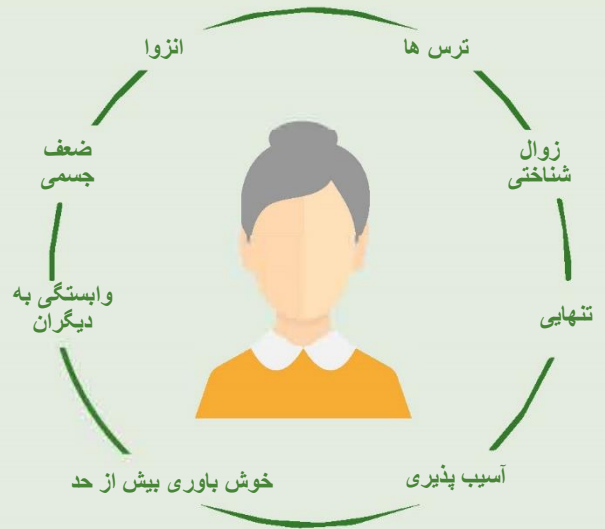 ترس ها
انزوا
زوال
شناختی
ضعف
جسمی
تنهایی
وابستگی به
دیگران
آسیب پذیری
خوش باوری بیش از حد